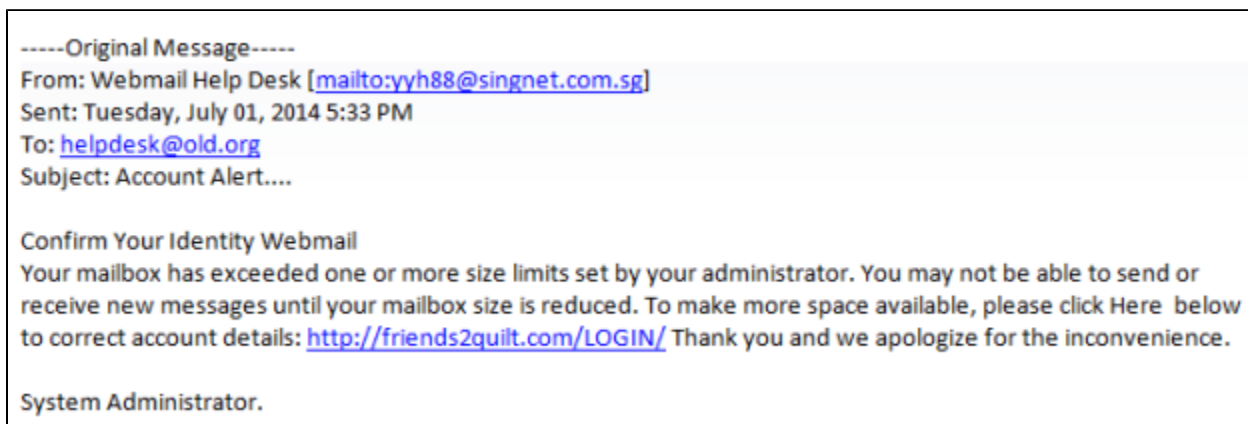 -----Original Message-----
From: Webmail Help Desk [mailto:yyh88@singnet.com.sg]
Sent: Tuesday, July 01, 2014 5:33 PM
To: helpdesk@old.org
Subject: Account Alert....

Confirm Your Identity Webmail
Your mailbox has exceeded one or more size limits set by your administrator. You may not be able to send or
receive new messages until your mailbox size is reduced. To make more space available, please click Here  below
to correct account details: http://friends2quilt.com/LOGIN/ Thank you and we apologize for the inconvenience.

System Administrator.